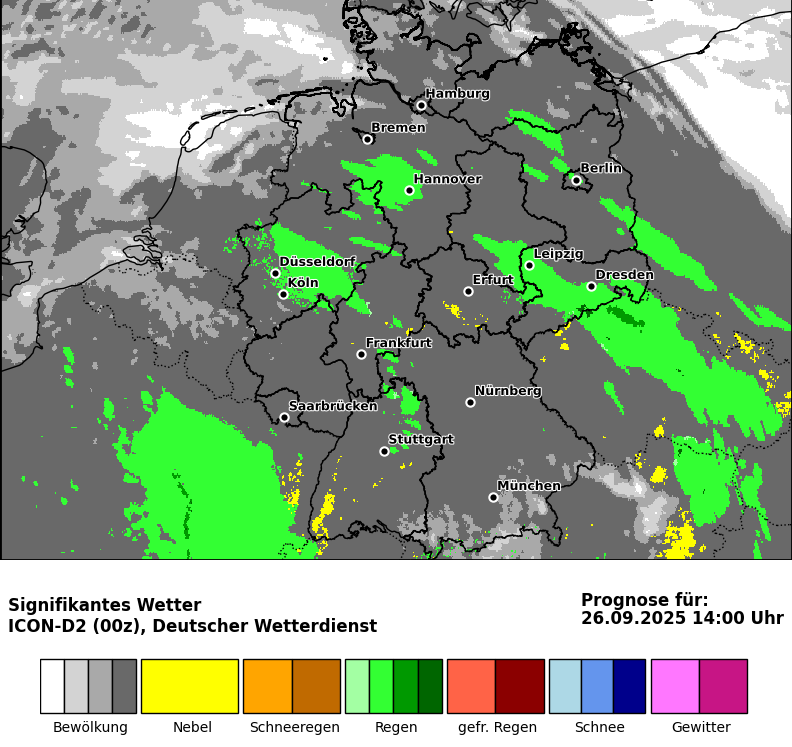 Hamburg
Bremen
Berlin
Hannover
Leipzig
Düsseldorf
Dresden
Köln
Erfurt
Frankfurt
Nürnberg
Saarbrücken
Stuttgart
München
Signifikantes Wetter
ICON-D2 (00z), Deutscher Wetterdienst
Prognose für:
26.09.2025 14:00 Uhr
Bewölkung Nebel Schneeregen Regen gefr. Regen Schnee Gewitter